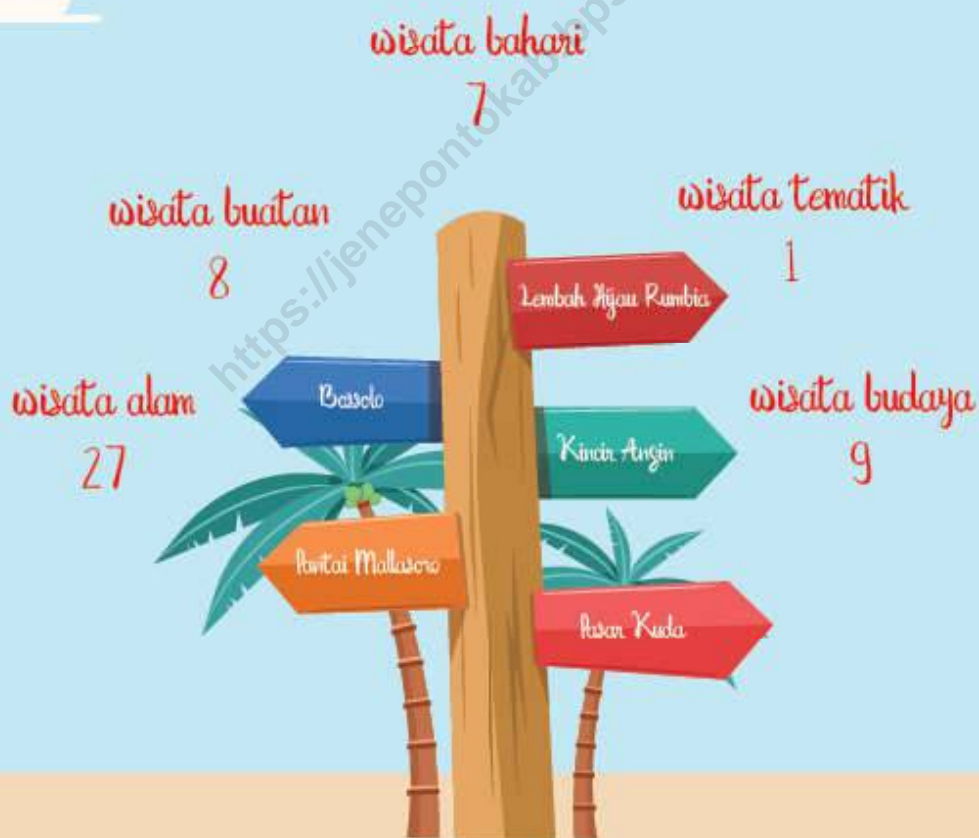 wisata bahari
7
wisata buatan
8
wisata tematik
1
wisata alam
27
wisata budaya
9
Lembah Hijau Rumbia
Bossolo
Kincir Angin
Pantai Mallasoro
Pasar Kuda
https://jenepontokab.bps